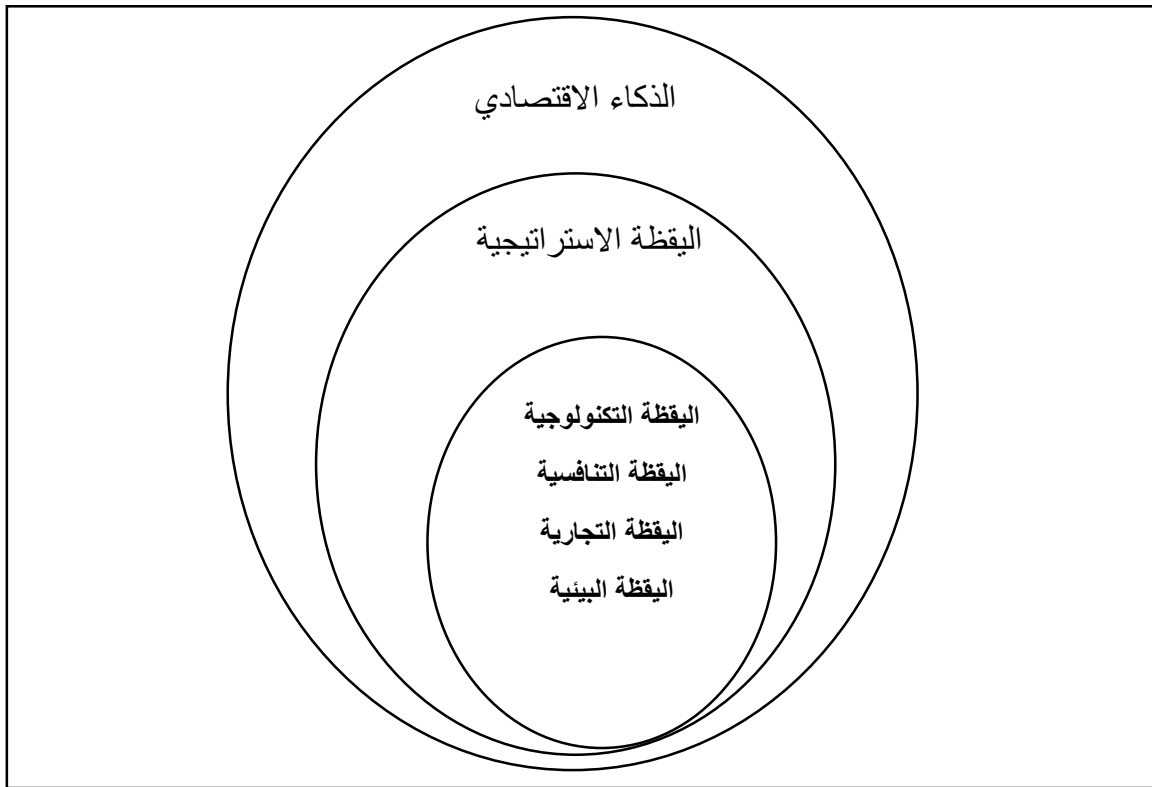 الذكاء الاقتصادي
اليقظة الاستراتيجية
اليقظة التكنولوجية
اليقظة التنافسية
اليقظة التجارية
اليقظة البيئية